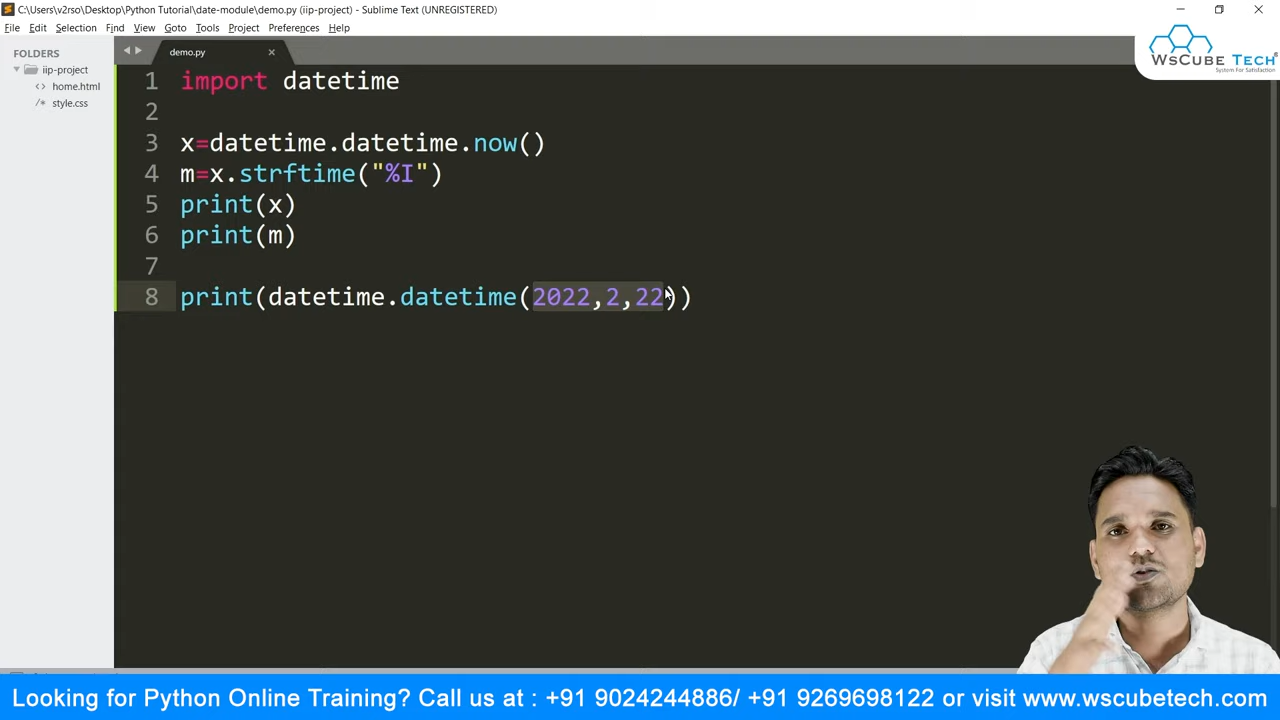 C:\Users\v2rso\Desktop\Python Tutorial\date-module\demo.py (iip-project) - Sublime Text (UNREGISTERED)
File Edit Selection Find View Goto Tools Project Preferences Help
FOLDERS
iip-project
<> home.html
/* style.css
demo.py
WsCube Tech
System For Satisfaction
1 import datetime
2
3 x=datetime.datetime.now()
4 m=x.strftime("%I")
5 print(x)
6 print(m)
7
8 print(datetime.datetime(2022,2,22))
Looking for Python Online Training? Call us at : +91 9024244886/ +91 9269698122 or visit www.wscubetech.com